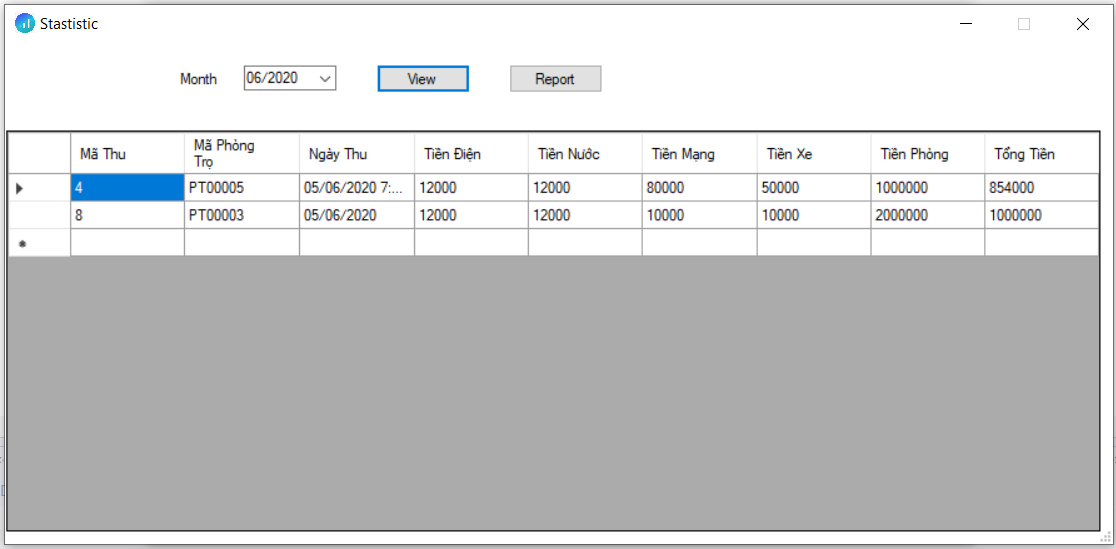 Stastistic
Month 06/2020 View Report
Mã Thu Mã Phòng Trọ Ngày Thu Tiền Điện Tiền Nước Tiền Mạng Tiền Xe Tiền Phòng Tổng Tiền
4 PT00005 05/06/2020 7:... 12000 12000 80000 50000 1000000 854000
8 PT00003 05/06/2020 12000 12000 10000 10000 2000000 1000000